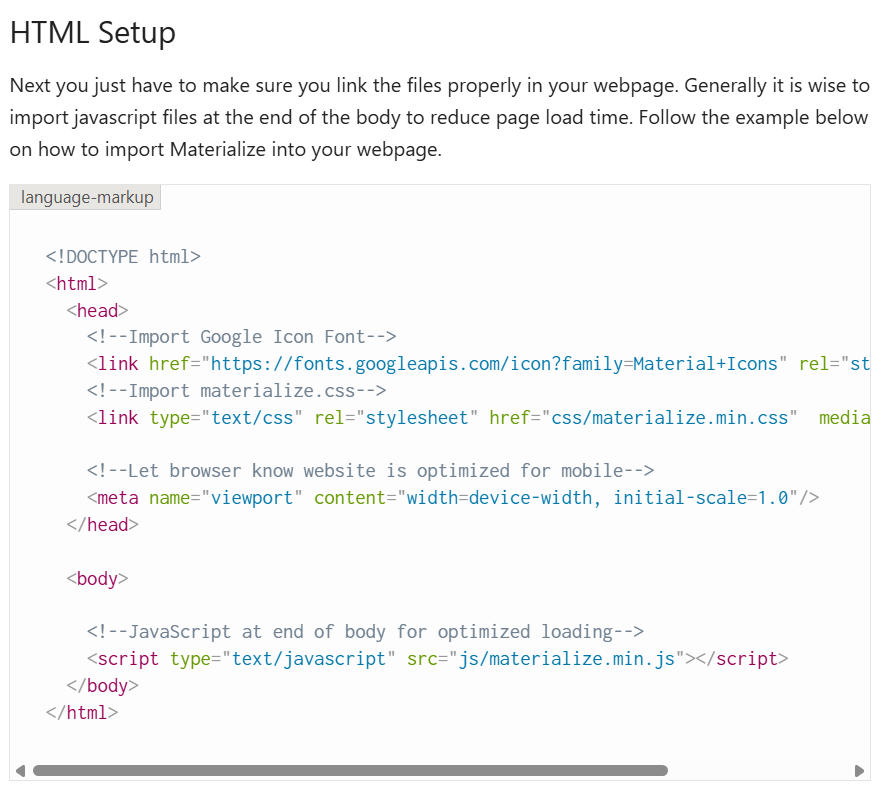 HTML Setup
Next you just have to make sure you link the files properly in your webpage. Generally it is wise to
import javascript files at the end of the body to reduce page load time. Follow the example below
on how to import Materialize into your webpage.
language-markup
<!DOCTYPE html>
<html>
  <head>
    <!--Import Google Icon Font-->
    <link href="https://fonts.googleapis.com/icon?family=Material+Icons" rel="st
    <!--Import materialize.css-->
    <link type="text/css" rel="stylesheet" href="css/materialize.min.css"  media
    <!--Let browser know website is optimized for mobile-->
    <meta name="viewport" content="width=device-width, initial-scale=1.0"/>
  </head>
  <body>
    <!--JavaScript at end of body for optimized loading-->
    <script type="text/javascript" src="js/materialize.min.js"></script>
  </body>
</html>